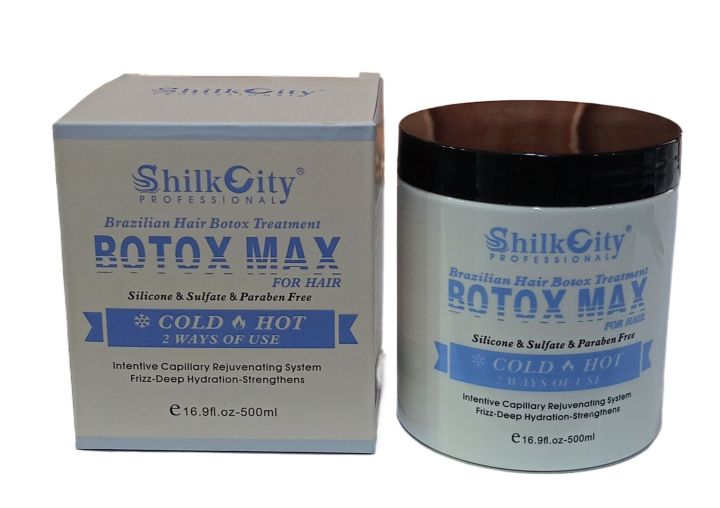 ShilkCity
ShilkCity®
PROFESSIONAL
Brazilian Hair Botox Treatment
BOTOX MAX
FOR HAIR
Silicone & Sulfate & Paraben Free
COLD HOT
2 WAYS OF USE
Intentive Capillary Rejuvenating System
Frizz-Deep Hydration-Strengthens
e16.9fl.oz-500ml
ShilkCity®
PROFESSIONAL
Brazilian Hair Botox Treatment
BOTOX MAX
FOR HAIR
Silicone & Sulfate & Paraben Free
COLD HOT
2 WAYS OF USE
Intentive Capillary Rejuvenating System
Frizz-Deep Hydration-Strengthens
e16.9fl.oz-500ml